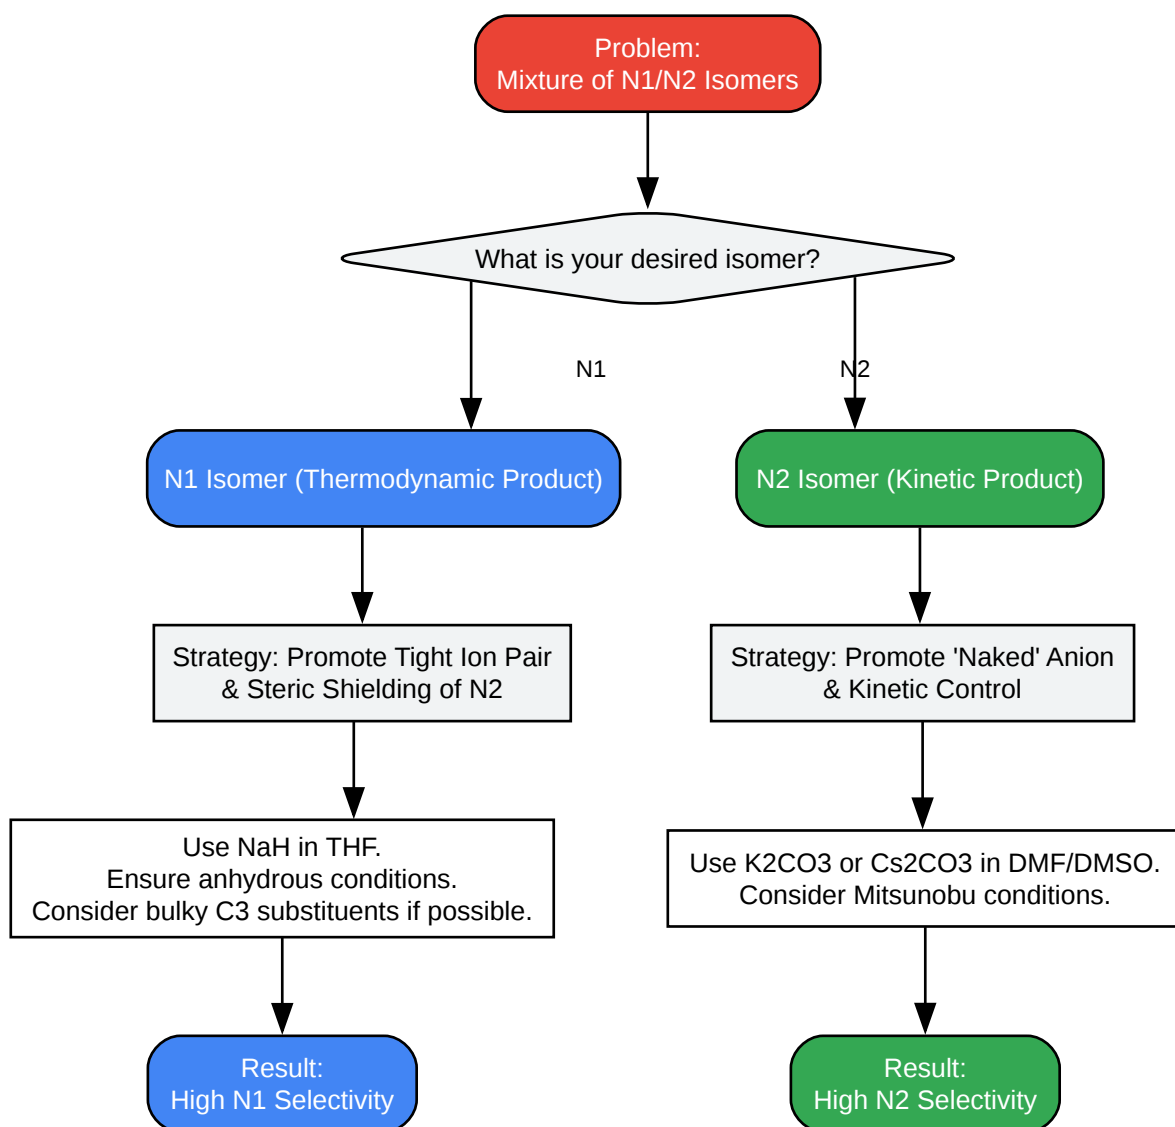 Problem:
Mixture of N1/N2 Isomers
What is your desired isomer?
N1
N2
N1 Isomer (Thermodynamic Product)
N2 Isomer (Kinetic Product)
Strategy: Promote Tight Ion Pair
& Steric Shielding of N2
Strategy: Promote 'Naked' Anion
& Kinetic Control
Use NaH in THF.
Ensure anhydrous conditions.
Consider bulky C3 substituents if possible.
Use K2CO3 or Cs2CO3 in DMF/DMSO.
Consider Mitsunobu conditions.
Result:
High N1 Selectivity
Result:
High N2 Selectivity